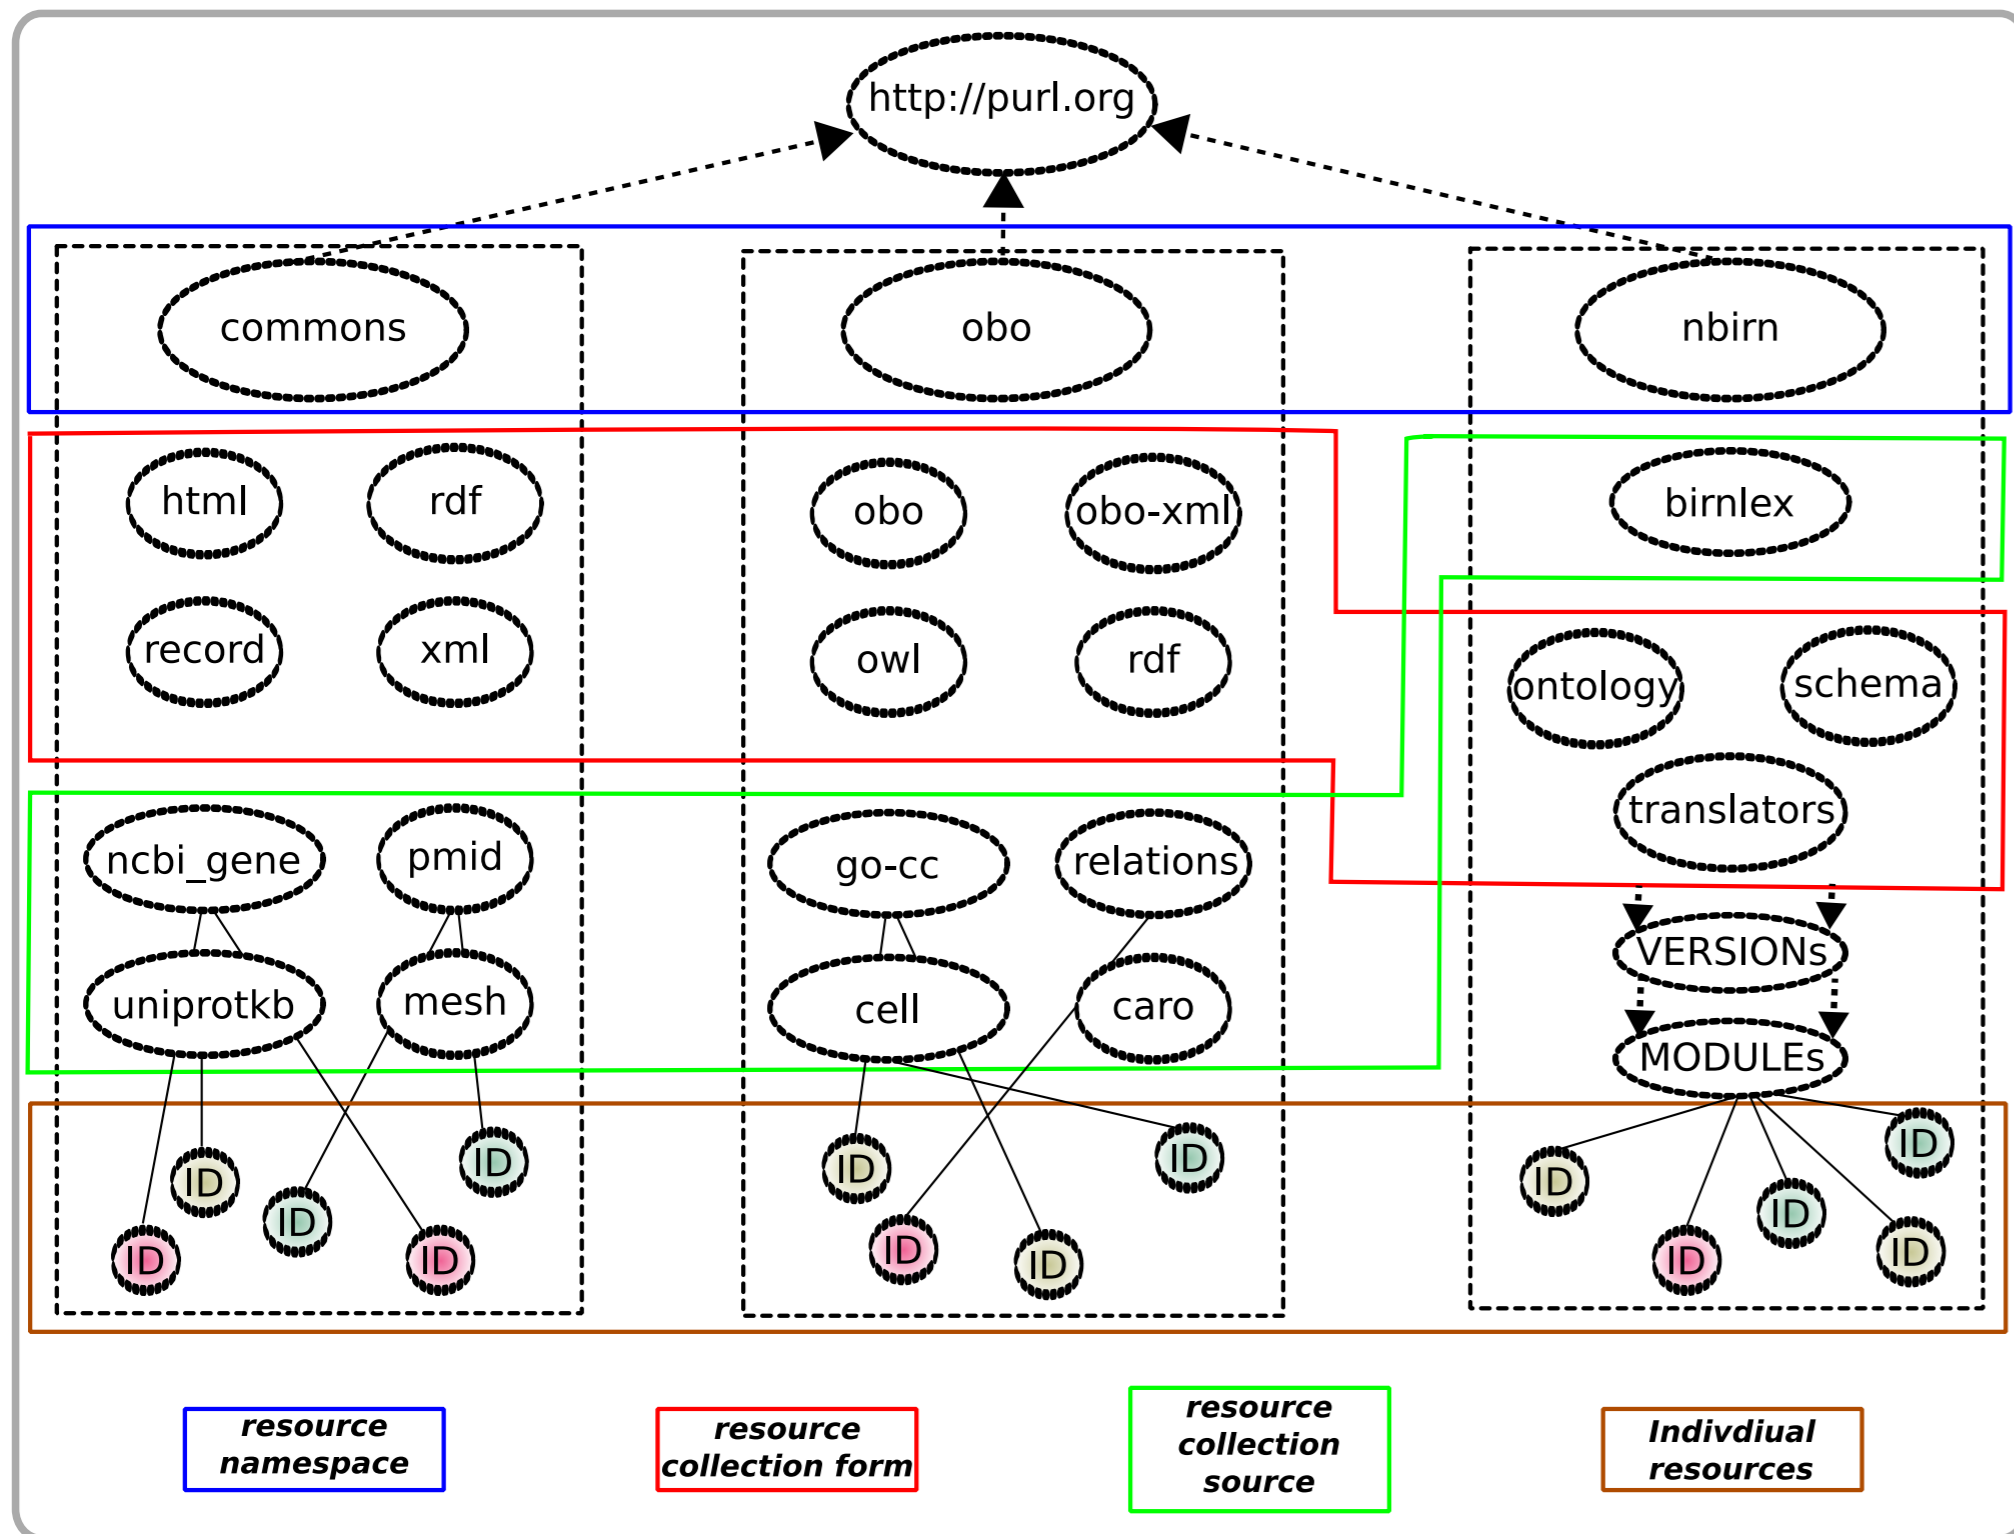 http://purl.org
commons
obo
nbirn
html
rdf
obo
obo-xml
birnlex
record
xml
owl
rdf
ontology
schema
translators
ncbi_gene
pmid
go-cc
relations
VERSIONs
uniprotkb
mesh
cell
caro
MODULEs
ID
ID
ID
ID
ID
ID
ID
ID
ID
ID
ID
ID
ID
ID
resource
namespace
resource
collection form
resource
collection
source
Indivdiual
resources